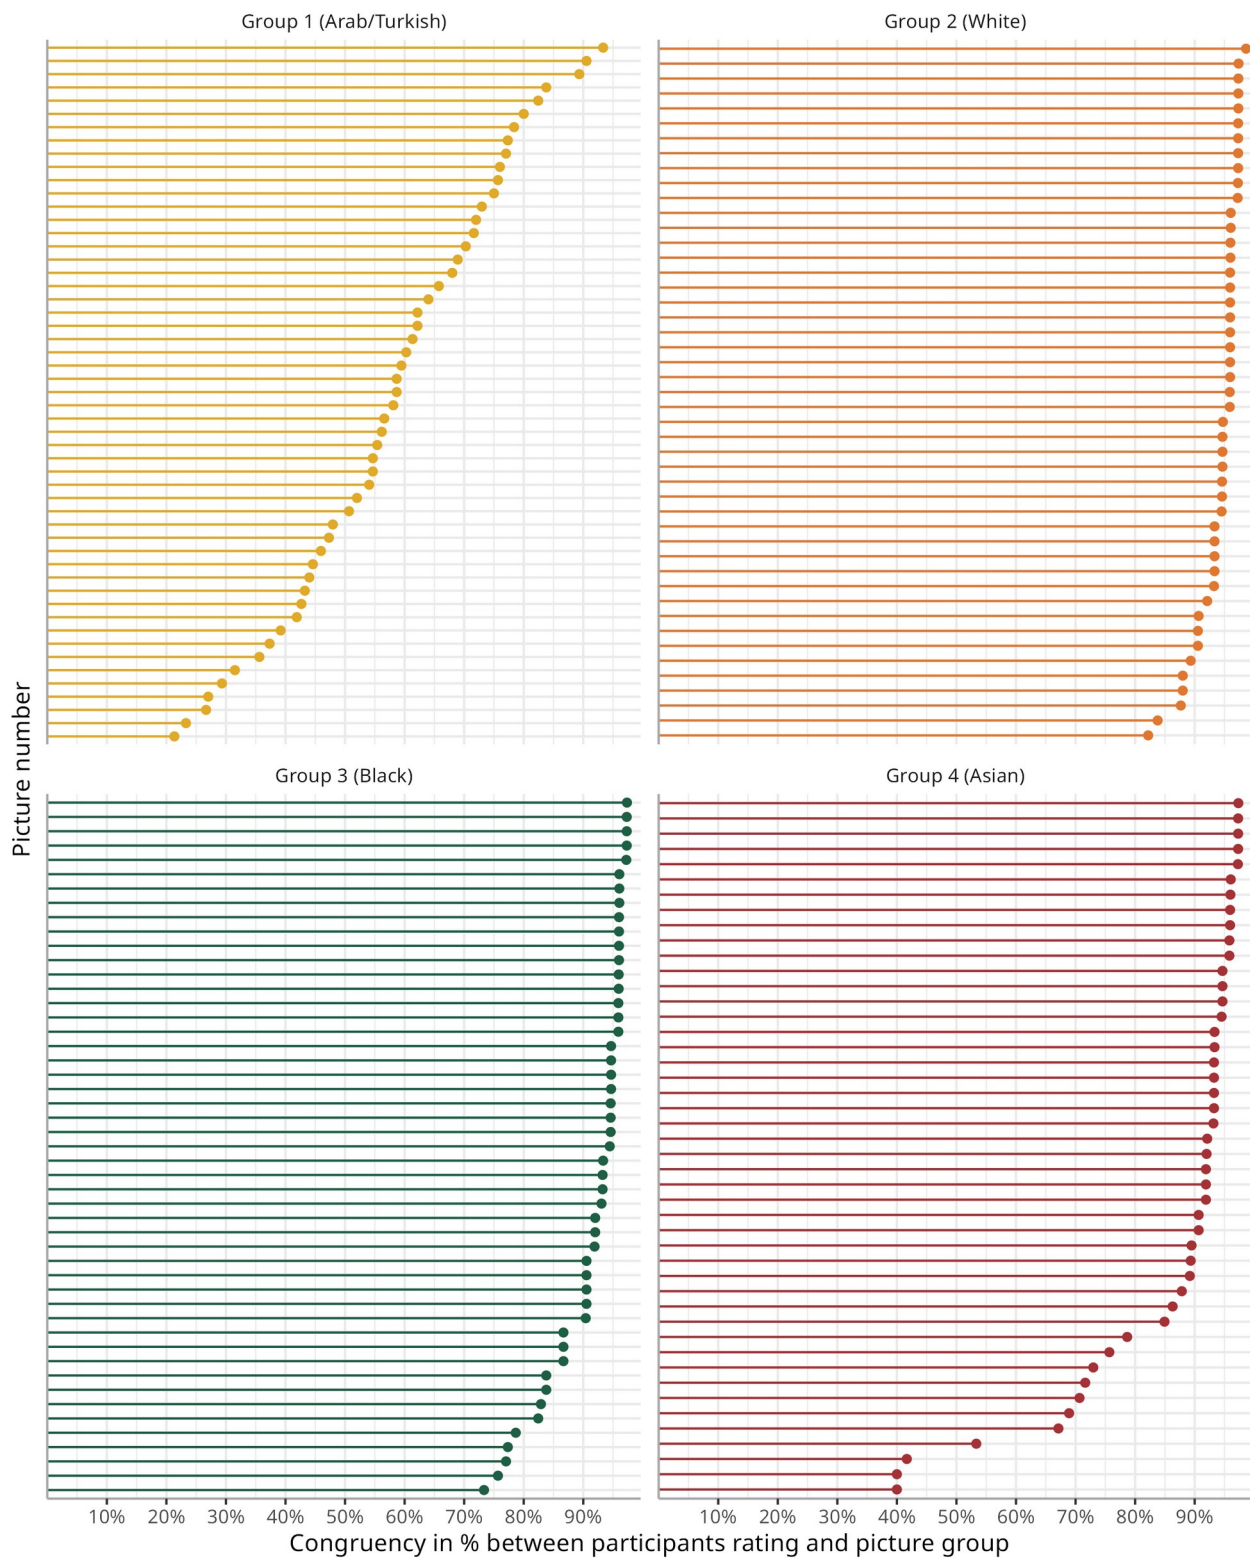 Group 1 (Arab/Turkish)
Group 2 (White)
Picture number
Group 3 (Black)
Group 4 (Asian)
10% 20% 30% 40% 50% 60% 70% 80% 90%
10% 20% 30% 40% 50% 60% 70% 80% 90%
Congruency in % between participants rating and picture group